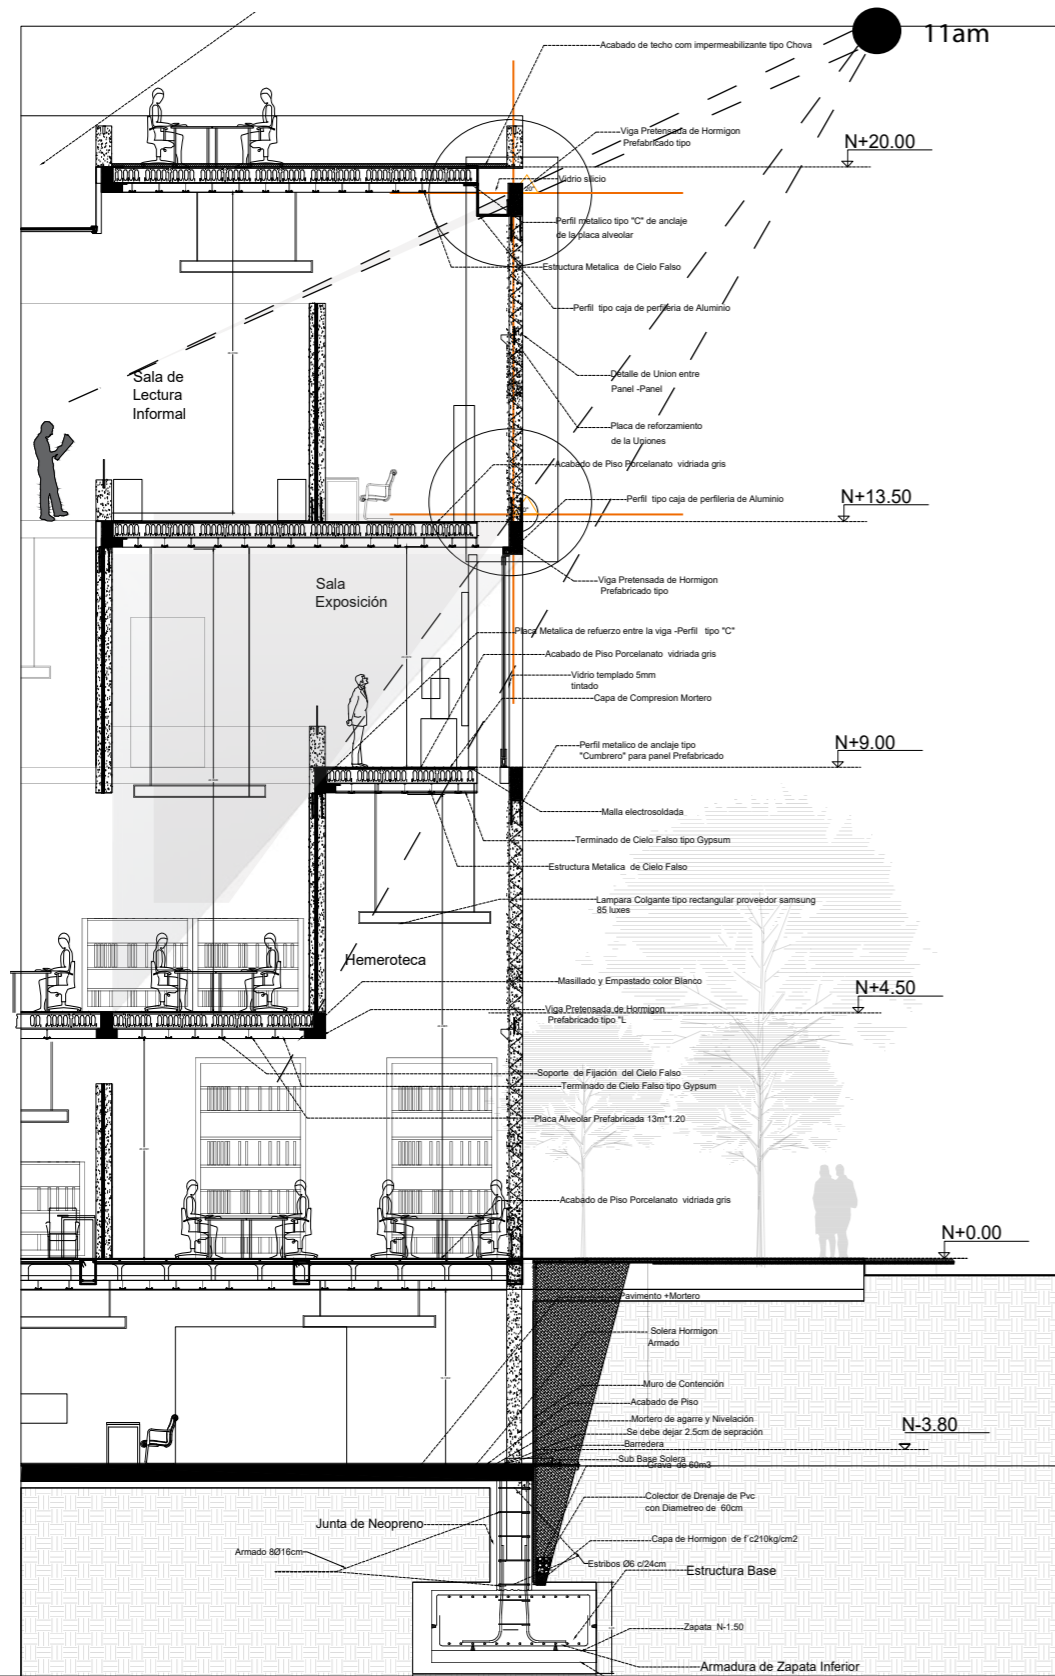 11am
Acabado de techo com impermeabilizante tipo Chova
Viga Pretensada de Hormigon
Prefabricado tipo
N+20.00
Vidrio silicio
Perfil metalico tipo "C" de anclaje
de la placa alveolar
Estructura Metalica de Cielo Falso
Perfil tipo caja de perfileria de Aluminio
Sala de
Lectura
Informal
Detalle de Union entre
Panel -Panel
Placa de reforzamiento
de la Upiones
Acabado de Piso Porcelanato vidriada gris
Perfil tipo caja de perfileria de Aluminio
N+13.50
Sala
Exposición
Viga Pretensada de Hormigon
Prefabricado tipo
Placa Metalica de refuerzo entre la viga -Perfil tipo "C"
Acabado de Piso Porcelanato vidriada gris
Vidrio templado 5mm
tintado
Capa de Compresion Mortero
Perfil metalico de anclaje tipo
"Cumbrero" para panel Prefabricado
N+9.00
Malla electrosoldada
Terminado de Cielo Falso tipo Gypsum
Estructura Metalica de Cielo Falso
Lampara Colgante tipo rectangular proveedor samsung
85 luxes
Hemeroteca
Masillado y Empastado color Blanco
N+4.50
Viga Pretensada de Hormigon
Prefabricado tipo "L
Soporte de Fijación del Cielo Falso
Terminado de Cielo Falso tipo Gypsum
Placa Alveolar Prefabricada 13m*1.20
Acabado de Piso Porcelanato vidriada gris
N+0.00
Pavimento +Mortero
Solera Hormigon
Armado
Muro de Contención
Acabado de Piso
Mortero de agarre y Nivelación
Se debe dejar 2.5cm de sepración
Barredera
N-3.80
Sub Base Solera
Grava de 60m3
Colector de Drenaje de Pvc
con Diametreo de 60cm
Junta de Neopreno
Capa de Hormigon de f´c210kg/cm2
Armado 8Ø16cm
Estribos Ø6 c/24cm
Estructura Base
Zapata N-1.50
Armadura de Zapata Inferior